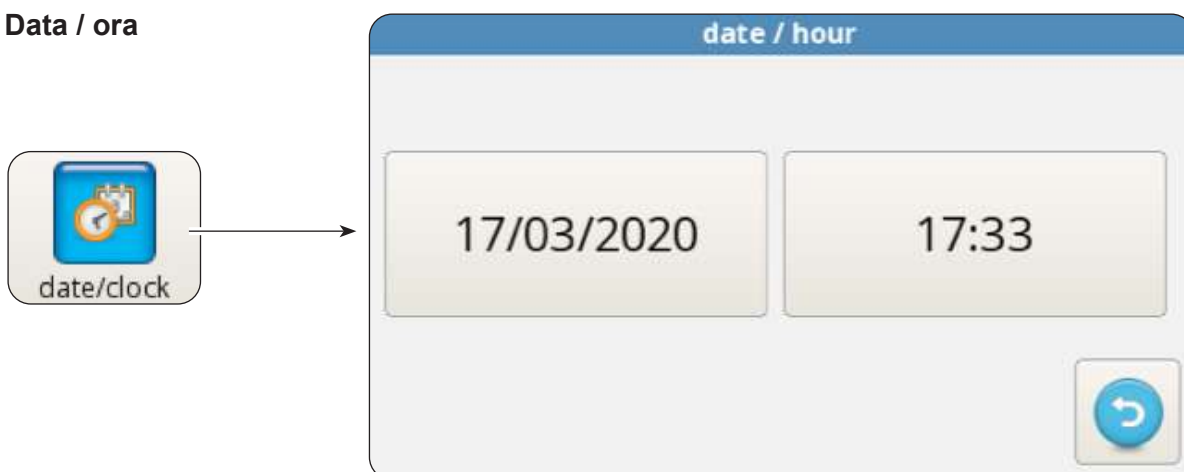 Data / ora
date / hour
17/03/2020
17:33
date/clock